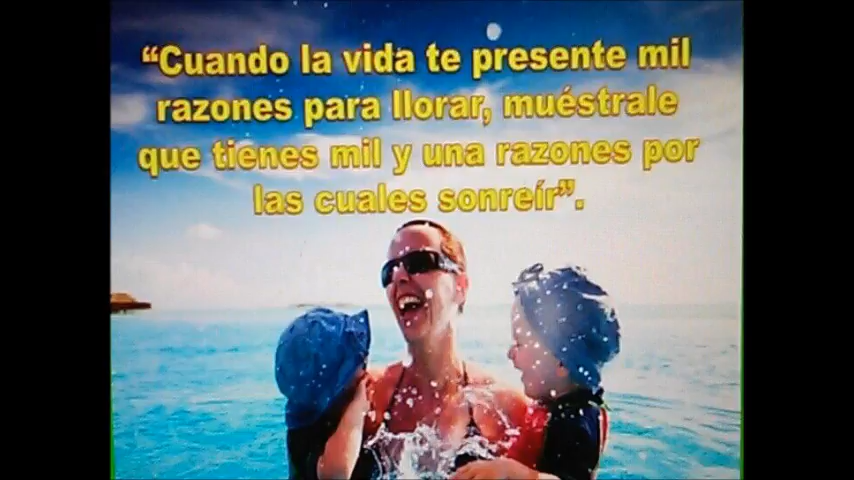 “Cuando la vida te presente mil
razones para llorar, muéstrale
que tienes mil y una razones por
las cuales sonreír”.